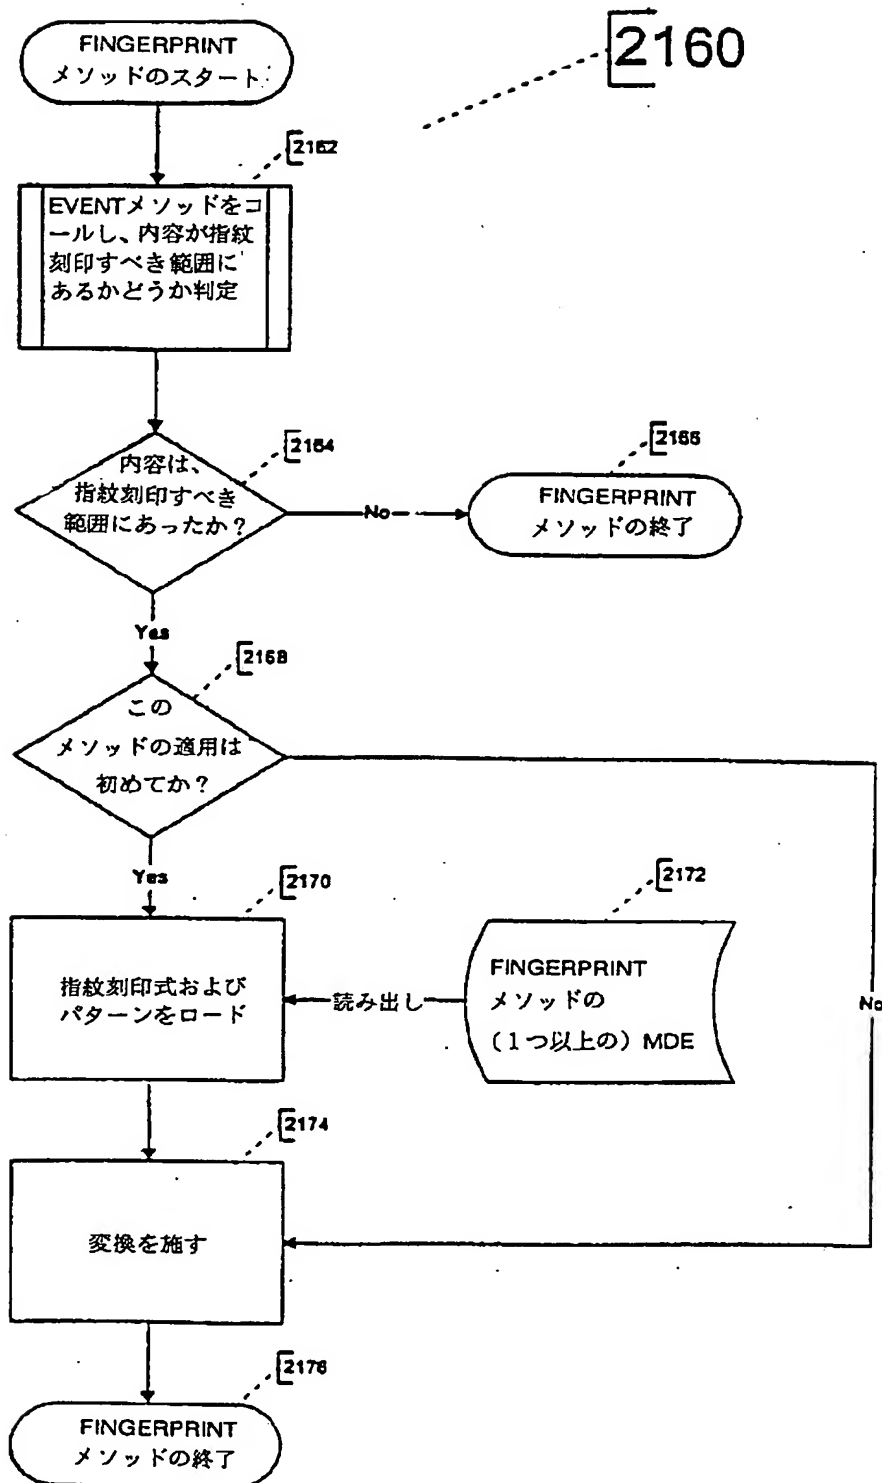 FINGERPRINT
メソッドのスタート
2160
2162
EVENTメソッドをコ
ールし、内容が指紋
刻印すべき範囲に
あるかどうか判定
2164
内容は、
指紋刻印すべき
範囲にあったか？
No
2166
FINGERPRINT
メソッドの終了
Yes
2168
この
メソッドの適用は
初めてか？
No
Yes
2170
指紋刻印式および
パターンをロード
読み出し
2172
FINGERPRINT
メソッドの
(1つ以上の) MDE
2174
変換を施す
2176
FINGERPRINT
メソッドの終了